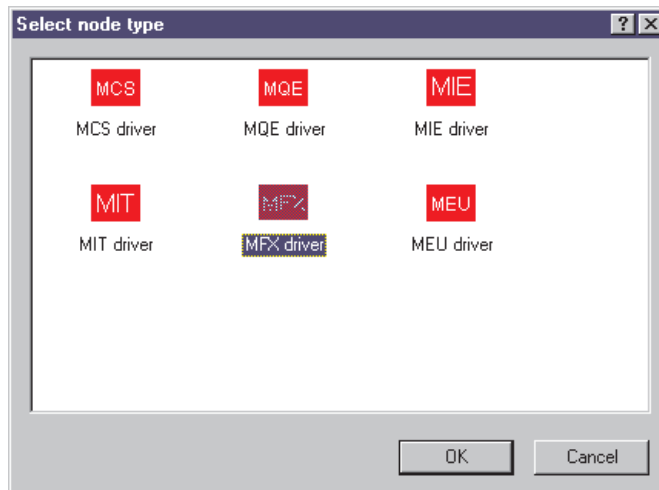 Select node type ? X
MCS MQE MIE
MCS driver MQE driver MIE driver
MIT MFX MEU
MIT driver MFX driver MEU driver
OK Cancel